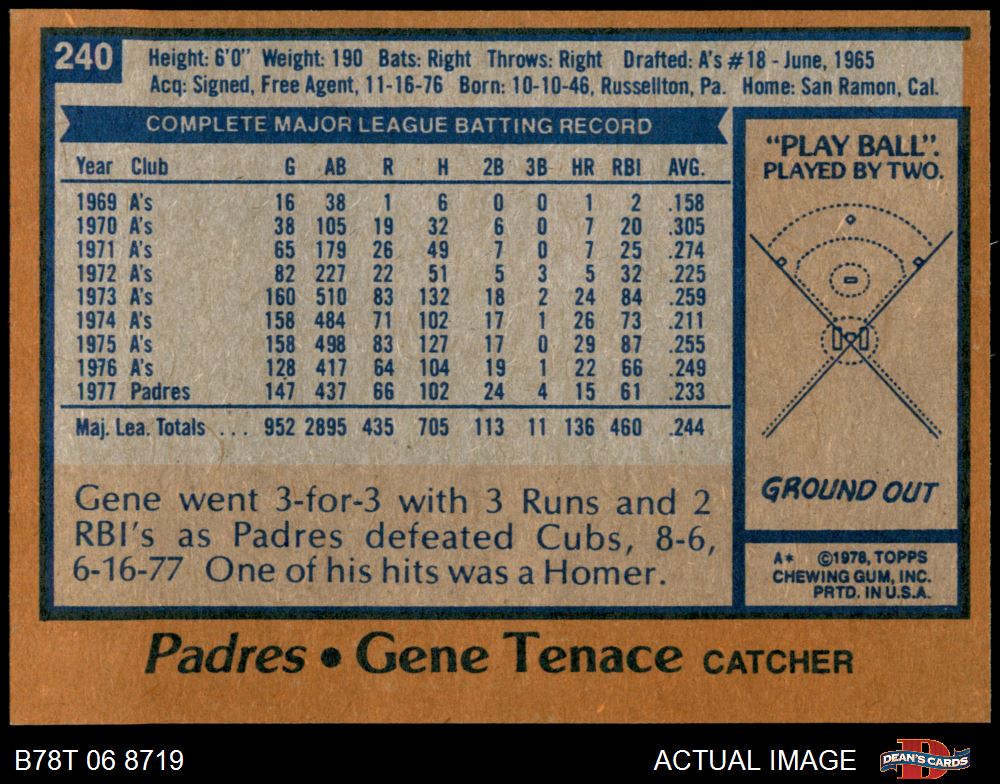 240
Height: 6'0" Weight: 190 Bats: Right Throws: Right Drafted: A's #18 - June, 1965
Acq: Signed, Free Agent, 11-16-76 Born: 10-10-46, Russellton, Pa. Home: San Ramon, Cal.
COMPLETE MAJOR LEAGUE BATTING RECORD
Year Club G AB R H 2B 3B HR RBI AVG.
1969 A's 16 38 1 6 0 0 1 2 .158
1970 A's 38 105 19 32 6 0 7 20 .305
1971 A's 65 179 26 49 7 0 7 25 .274
1972 A's 82 227 22 51 5 3 5 32 .225
1973 A's 160 510 83 132 18 2 24 84 .259
1974 A's 158 484 71 102 17 1 26 73 .211
1975 A's 158 498 83 127 17 0 29 87 .255
1976 A's 128 417 64 104 19 1 22 66 .249
1977 Padres 147 437 66 102 24 4 15 61 .233
Maj. Lea. Totals ... 952 2895 435 705 113 11 136 460 .244
Gene went 3-for-3 with 3 Runs and 2
RBI's as Padres defeated Cubs, 8-6,
6-16-77 One of his hits was a Homer.
"PLAY BALL".
PLAYED BY TWO.
GROUND OUT
A* ©1978, TOPPS
CHEWING GUM, INC.
PRTD. IN U.S.A.
Padres • Gene Tenace CATCHER
B78T 06 8719
ACTUAL IMAGE
DEAN'S CARDS